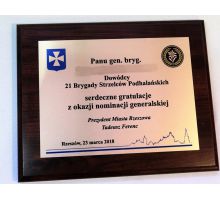 Panu gen. bryg.
Dowódcy
21 Brygady Strzelców Podhalańskich
serdeczne gratulacje
z okazji nominacji generalskiej
Prezydent Miasta Rzeszowa
Tadeusz Ferenc
Rzeszów, 23 marca 2018